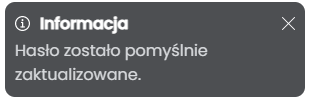 Informacja
Hasło zostało pomyślnie
zaktualizowane.